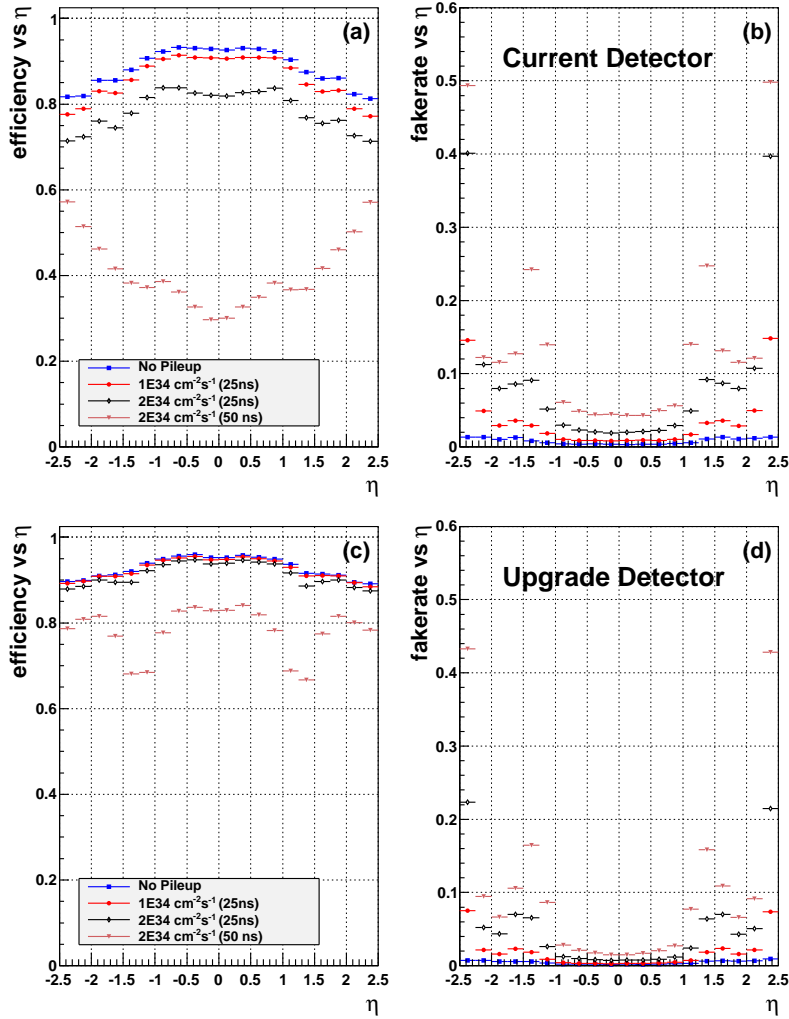 (a)
efficiency vs η
1
0.8
0.6
0.4
0.2
0
No Pileup
1E34 cm⁻²s⁻¹ (25ns)
2E34 cm⁻²s⁻¹ (25ns)
2E34 cm⁻²s⁻¹ (50 ns)
-2.5 -2 -1.5 -1 -0.5 0 0.5 1 1.5 2 2.5
η
(b)
Current Detector
fakerate vs η
0.6
0.5
0.4
0.3
0.2
0.1
0
-2.5 -2 -1.5 -1 -0.5 0 0.5 1 1.5 2 2.5
η
(c)
efficiency vs η
1
0.8
0.6
0.4
0.2
0
No Pileup
1E34 cm⁻²s⁻¹ (25ns)
2E34 cm⁻²s⁻¹ (25ns)
2E34 cm⁻²s⁻¹ (50 ns)
-2.5 -2 -1.5 -1 -0.5 0 0.5 1 1.5 2 2.5
η
(d)
Upgrade Detector
fakerate vs η
0.6
0.5
0.4
0.3
0.2
0.1
0
-2.5 -2 -1.5 -1 -0.5 0 0.5 1 1.5 2 2.5
η